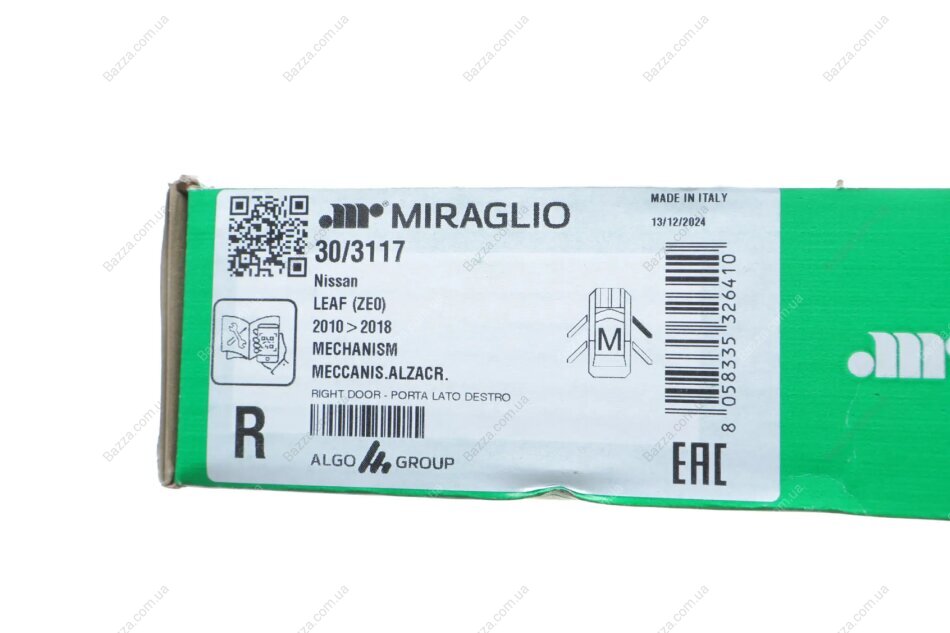 MIRAGLIO
30/3117
Nissan
LEAF (ZE0)
2010 > 2018
MECHANISM
MECCANIS.ALZACR.
RIGHT DOOR - PORTA LATO DESTRO
R
ALGO GROUP
MADE IN ITALY
13/12/2024
M
8 058335 326410
EAC
Bazza.com.ua